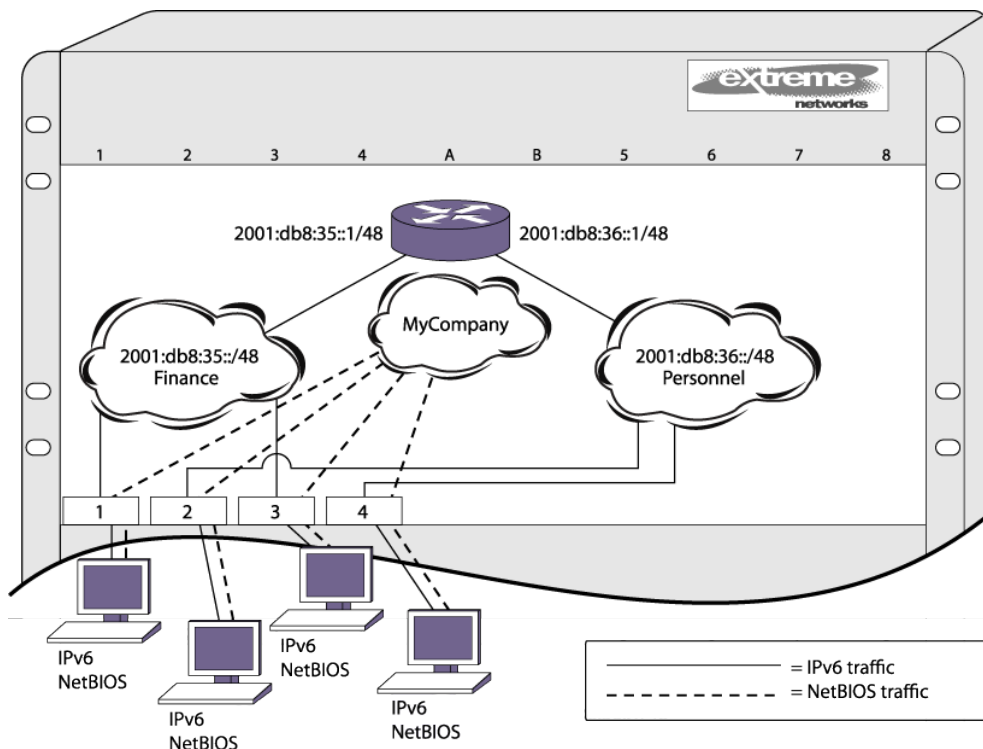 extreme
networks
1 2 3 4 A B 5 6 7 8
2001:db8:35::1/48
2001:db8:36::1/48
MyCompany
2001:db8:35::/48
Finance
2001:db8:36::/48
Personnel
1 2 3 4
IPv6
NetBIOS
IPv6
NetBIOS
IPv6
NetBIOS
IPv6
NetBIOS
= IPv6 traffic
= NetBIOS traffic